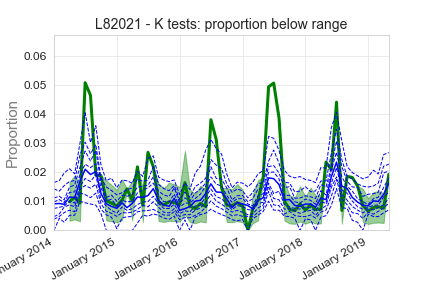 L82021 - K tests: proportion below range
Proportion
0.06
0.05
0.04
0.03
0.02
0.01
0.00
nuary 2014
January 2015
January 2016
January 2017
January 2018
January 2019